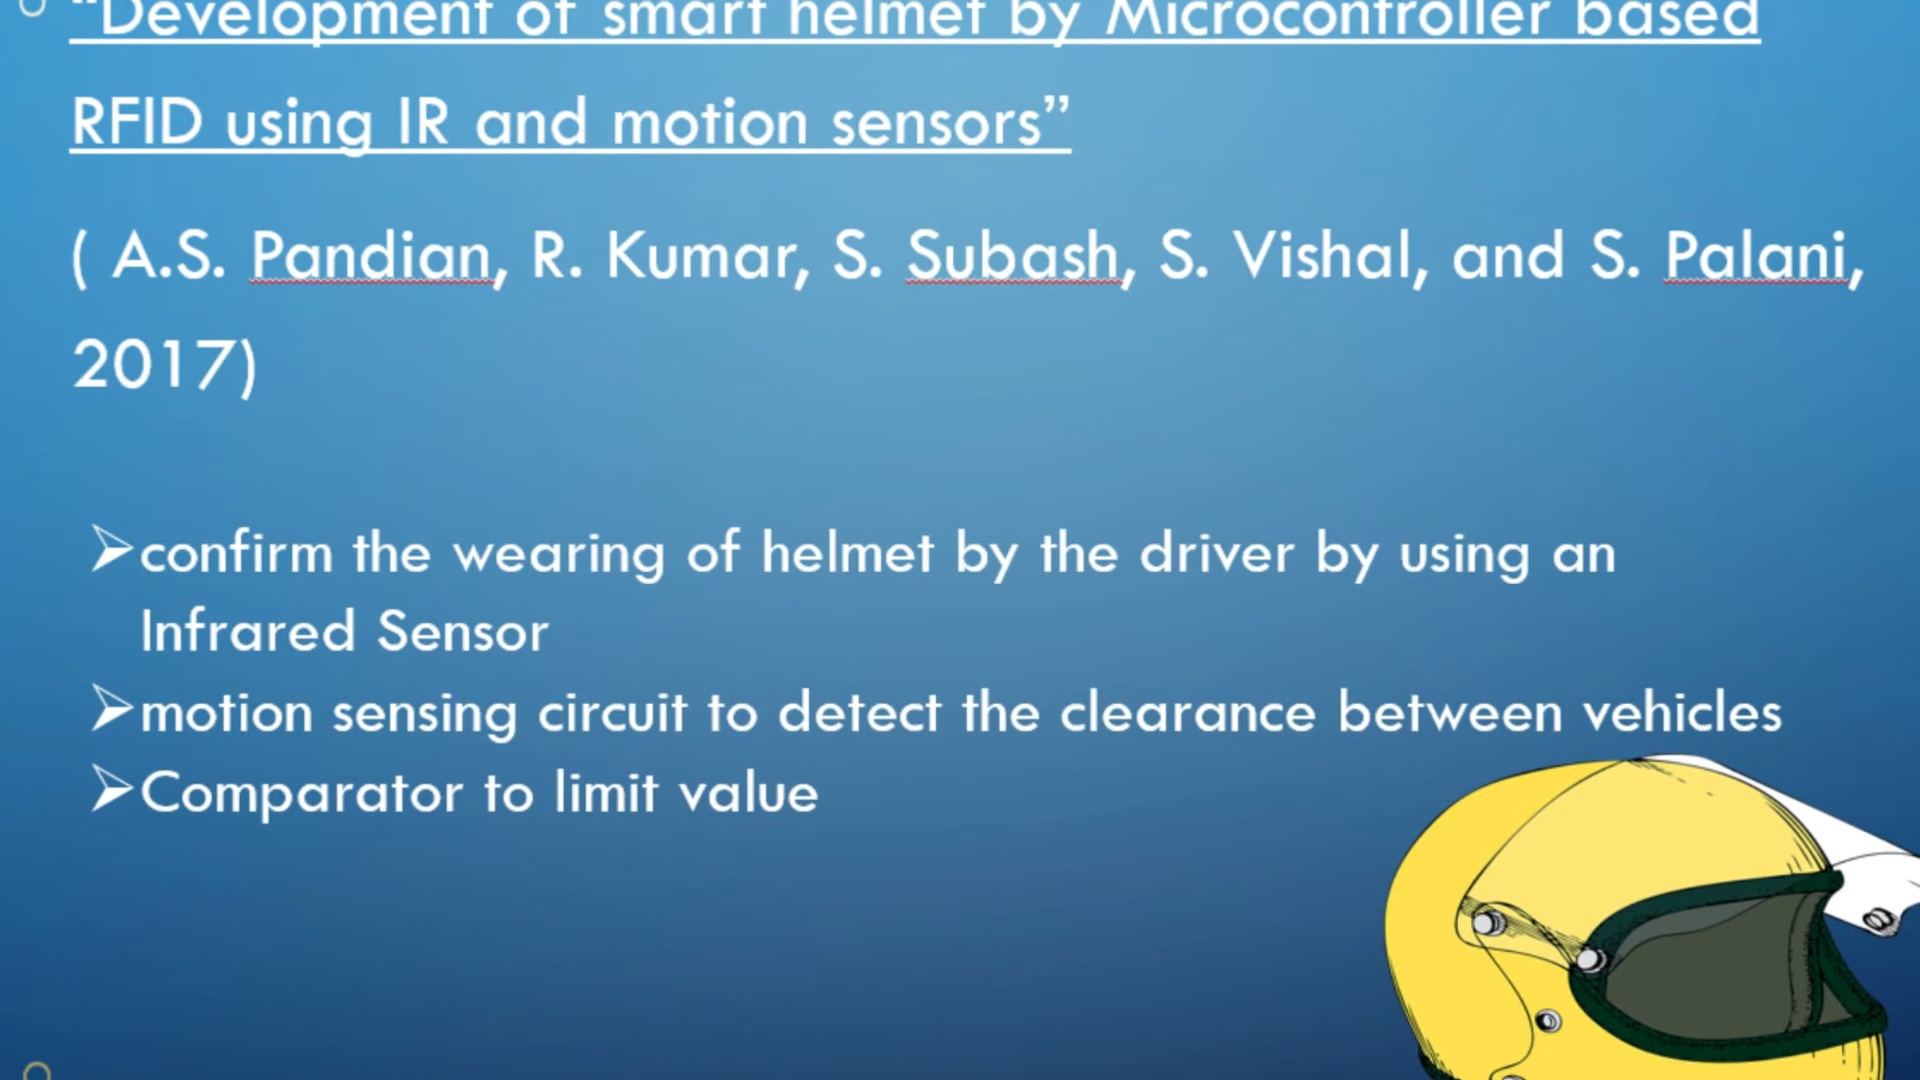 “Development of smart helmet by Microcontroller based
RFID using IR and motion sensors”
( A.S. Pandian, R. Kumar, S. Subash, S. Vishal, and S. Palani,
2017)
➢confirm the wearing of helmet by the driver by using an
Infrared Sensor
➢motion sensing circuit to detect the clearance between vehicles
➢Comparator to limit value